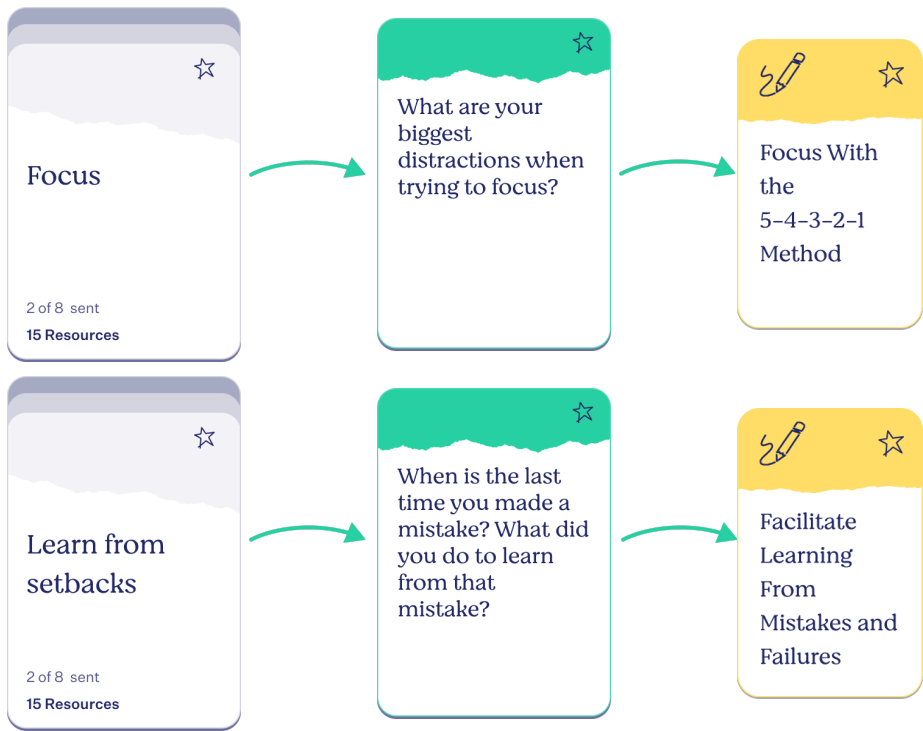 Focus
2 of 8 sent
15 Resources
What are your
biggest
distractions when
trying to focus?
Focus With
the
5-4-3-2-1
Method
Learn from
setbacks
2 of 8 sent
15 Resources
When is the last
time you made a
mistake? What did
you do to learn
from that
mistake?
Facilitate
Learning
From
Mistakes and
Failures